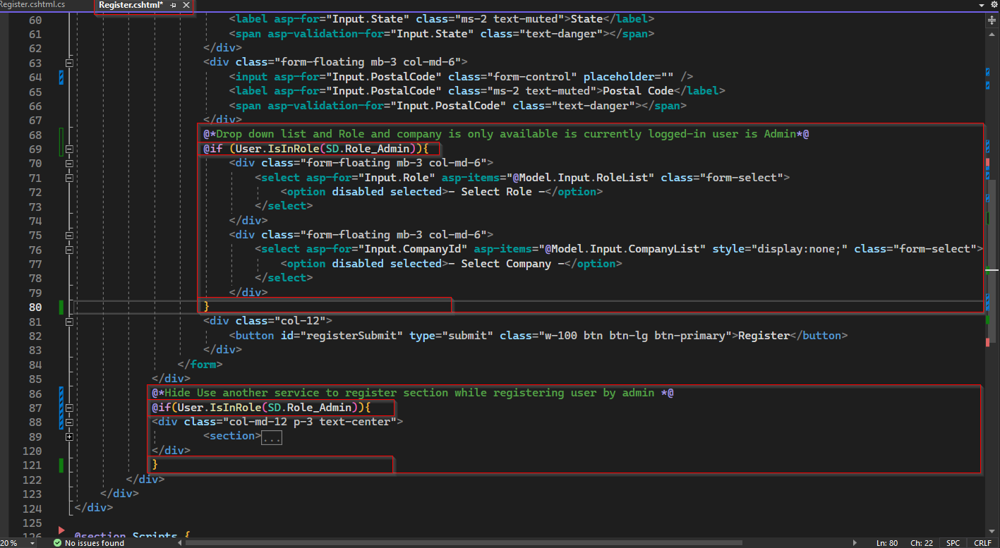 Register.cshtml.cs Register.cshtml*
60 <label asp-for="Input.State" class="ms-2 text-muted">State</label>
61 <span asp-validation-for="Input.State" class="text-danger"></span>
62 </div>
63 <div class="form-floating mb-3 col-md-6">
64 <input asp-for="Input.PostalCode" class="form-control" placeholder="" />
65 <label asp-for="Input.PostalCode" class="ms-2 text-muted">Postal Code</label>
66 <span asp-validation-for="Input.PostalCode" class="text-danger"></span>
67 </div>
68 @*Drop down list and Role and company is only available is currently logged-in user is Admin*@
69 @if (User.IsInRole(SD.Role_Admin)){
70 <div class="form-floating mb-3 col-md-6">
71 <select asp-for="Input.Role" asp-items="@Model.Input.RoleList" class="form-select">
72 <option disabled selected>- Select Role -</option>
73 </select>
74 </div>
75 <div class="form-floating mb-3 col-md-6">
76 <select asp-for="Input.CompanyId" asp-items="@Model.Input.CompanyList" style="display:none;" class="form-select">
77 <option disabled selected>- Select Company -</option>
78 </select>
79 </div>
80 }
81 <div class="col-12">
82 <button id="registerSubmit" type="submit" class="w-100 btn btn-lg btn-primary">Register</button>
83 </div>
84 </form>
85 </div>
86 @*Hide Use another service to register section while registering user by admin *@
87 @if(User.IsInRole(SD.Role_Admin)){
88 <div class="col-md-12 p-3 text-center">
89 <section>...
120 </div>
121 }
122 </div>
123 </div>
124 </div>
125
126 @section Scripts {
20 % No issues found Ln: 80 Ch: 22 SPC CRLF